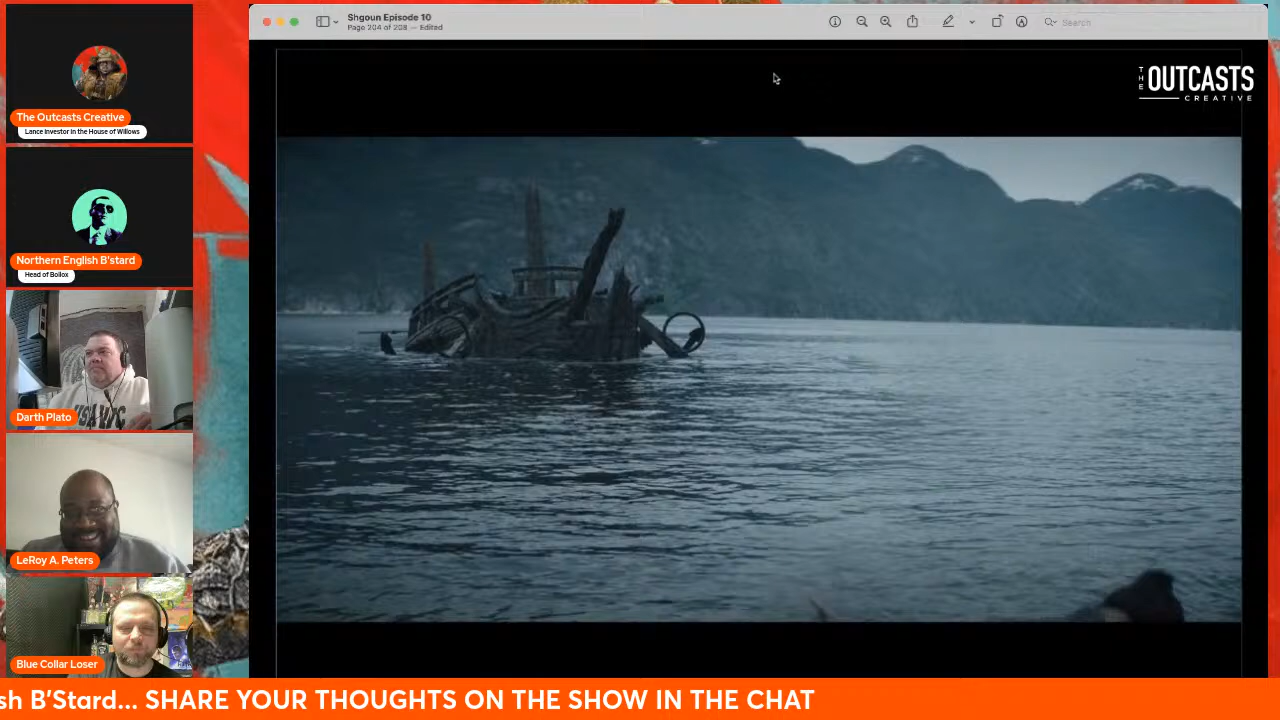 The Outcasts Creative
Lance investor in the House of Willows
Northern English B'stard
Head of Bollox
Darth Plato
LeRoy A. Peters
Blue Collar Loser
Shgoun Episode 10
Page 204 of 208 — Edited
Search
THE OUTCASTS
CREATIVE
sh B'Stard... SHARE YOUR THOUGHTS ON THE SHOW IN THE CHAT